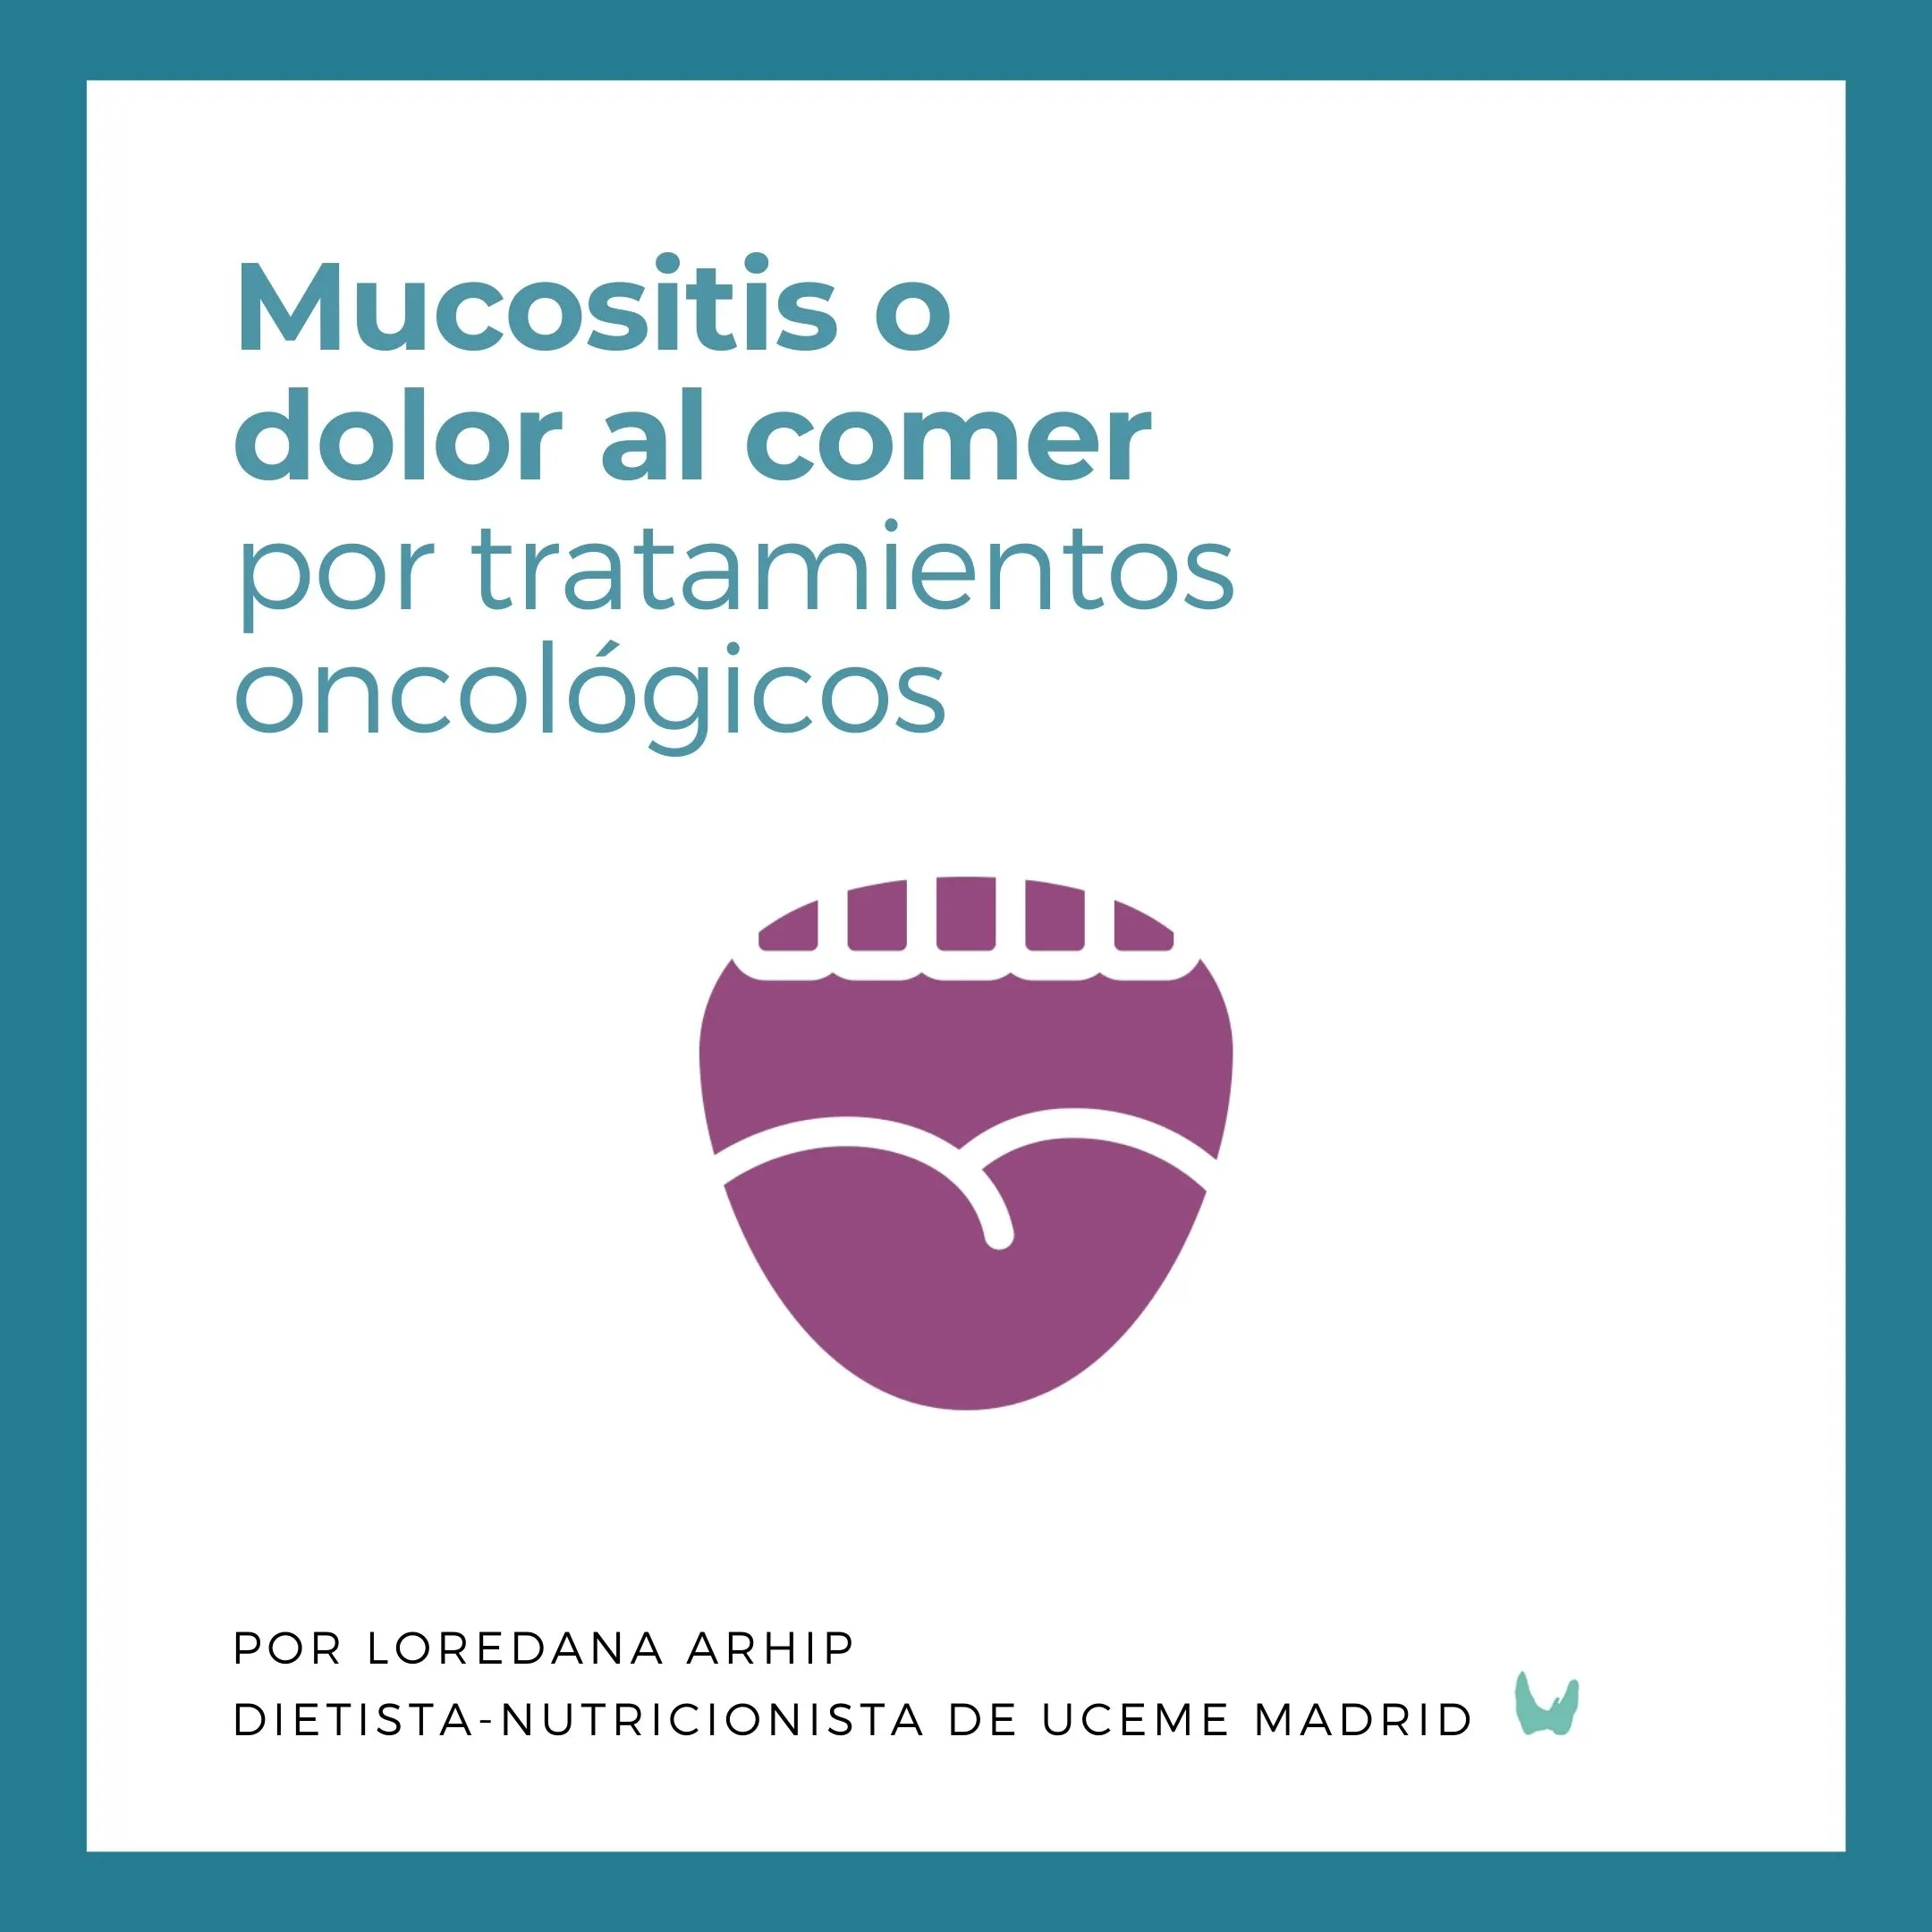 Mucositis o
dolor al comer
por tratamientos
oncológicos
POR LOREDANA ARHIP
DIETISTA-NUTRICIONISTA DE UCEME MADRID